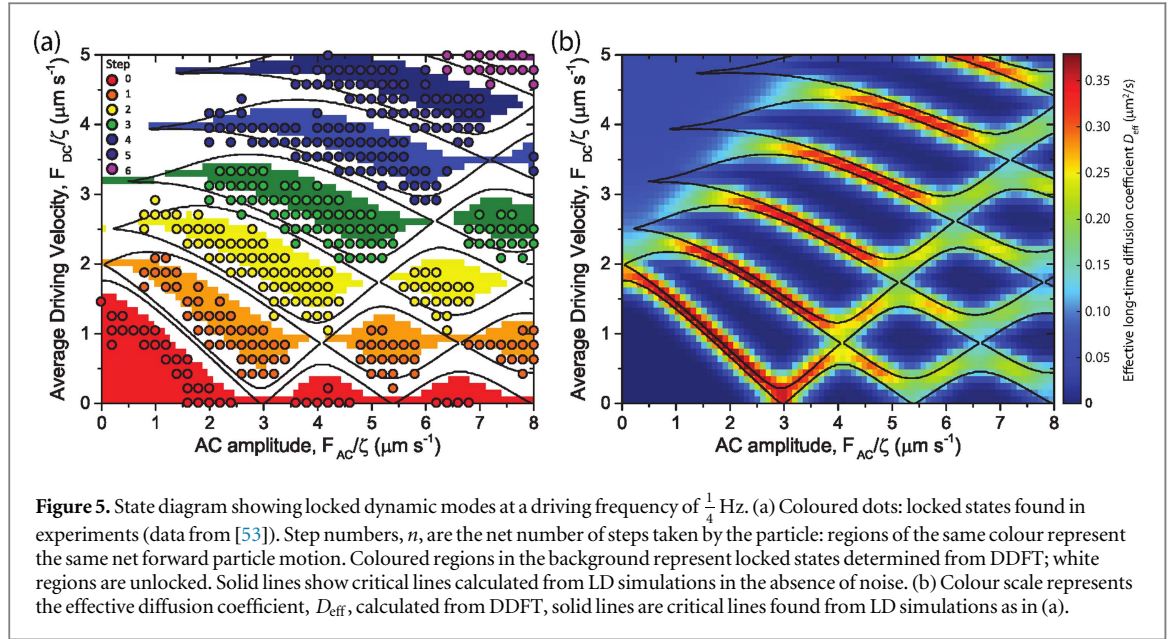 (a)
Step
0
1
2
3
4
5
6
5
4
3
2
1
0
Average Driving Velocity, F_DC/ζ (μm s⁻¹)
0 1 2 3 4 5 6 7 8
AC amplitude, F_AC/ζ (μm s⁻¹)
(b)
5
4
3
2
1
0
Average Driving Velocity, F_DC/ζ (μm s⁻¹)
0 1 2 3 4 5 6 7 8
AC amplitude, F_AC/ζ (μm s⁻¹)
0.35
0.30
0.25
0.20
0.15
0.10
0.05
0
Effective long-time diffusion coefficient D_eff (μm²/s)
Figure 5. State diagram showing locked dynamic modes at a driving frequency of 1/4 Hz. (a) Coloured dots: locked states found in
experiments (data from [53]). Step numbers, n, are the net number of steps taken by the particle: regions of the same colour represent
the same net forward particle motion. Coloured regions in the background represent locked states determined from DDFT; white
regions are unlocked. Solid lines show critical lines calculated from LD simulations in the absence of noise. (b) Colour scale represents
the effective diffusion coefficient, D_eff, calculated from DDFT, solid lines are critical lines found from LD simulations as in (a).